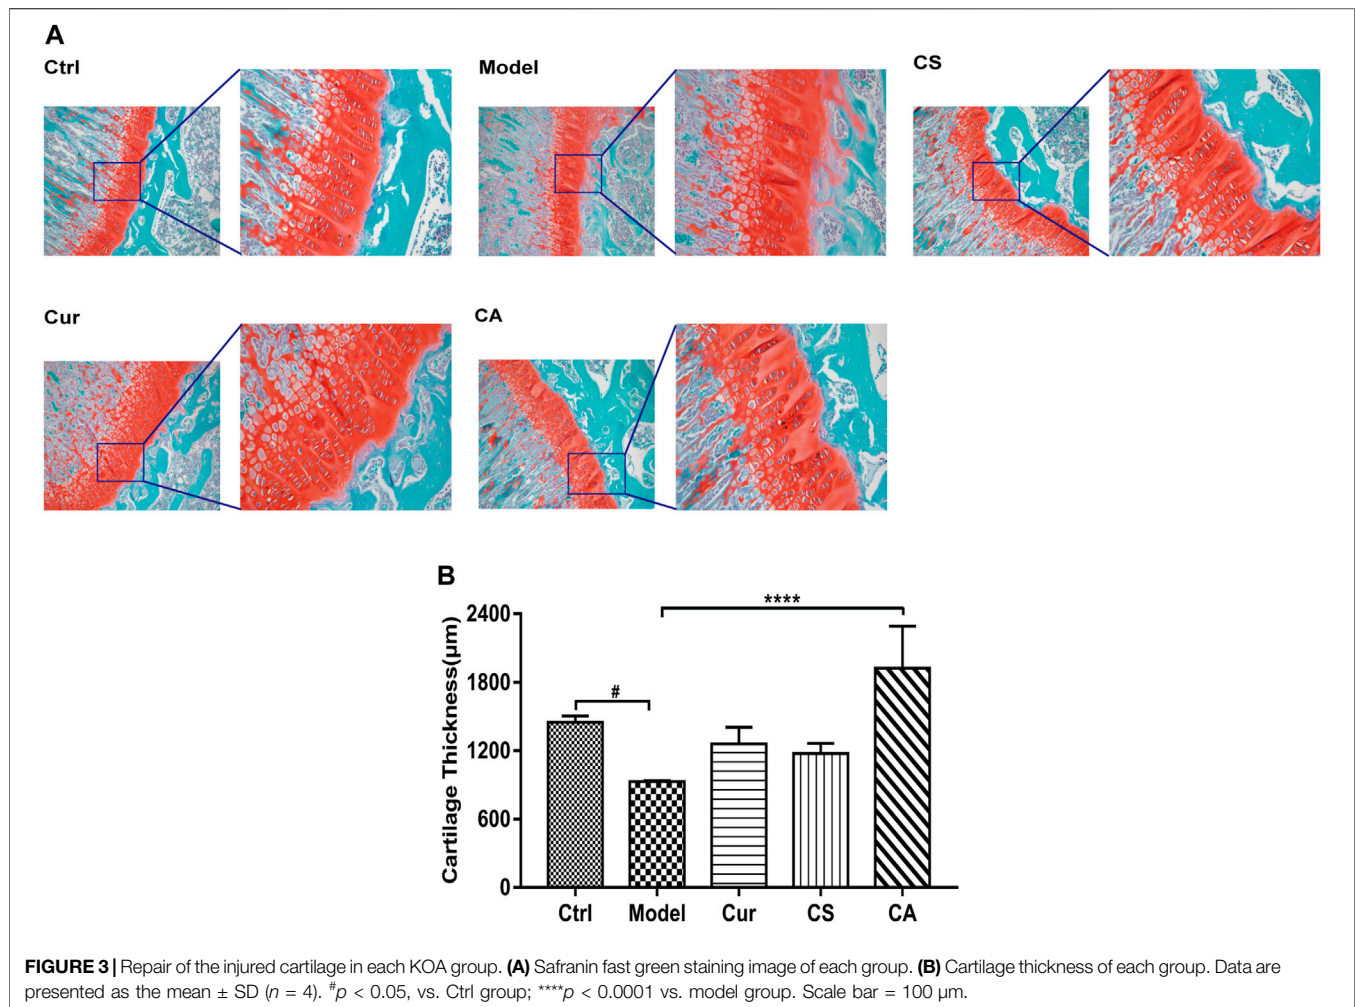 A
Ctrl
Model
CS
Cur
CA
B
Cartilage Thickness(μm)
2400
1800
1200
600
0
#
****
Ctrl Model Cur CS CA
FIGURE 3 | Repair of the injured cartilage in each KOA group. (A) Safranin fast green staining image of each group. (B) Cartilage thickness of each group. Data are
presented as the mean ± SD (n = 4). #p < 0.05, vs. Ctrl group; ****p < 0.0001 vs. model group. Scale bar = 100 μm.